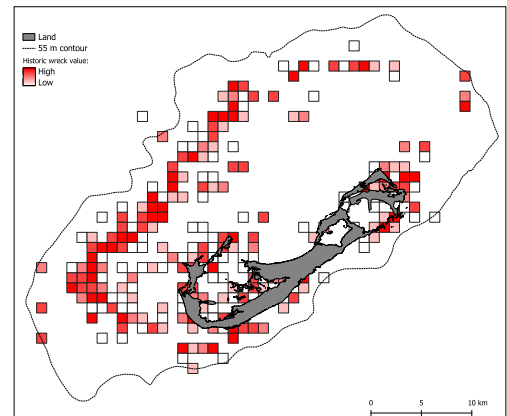 Land
55 m contour
Historic wreck value:
High
Low
0 5 10 km